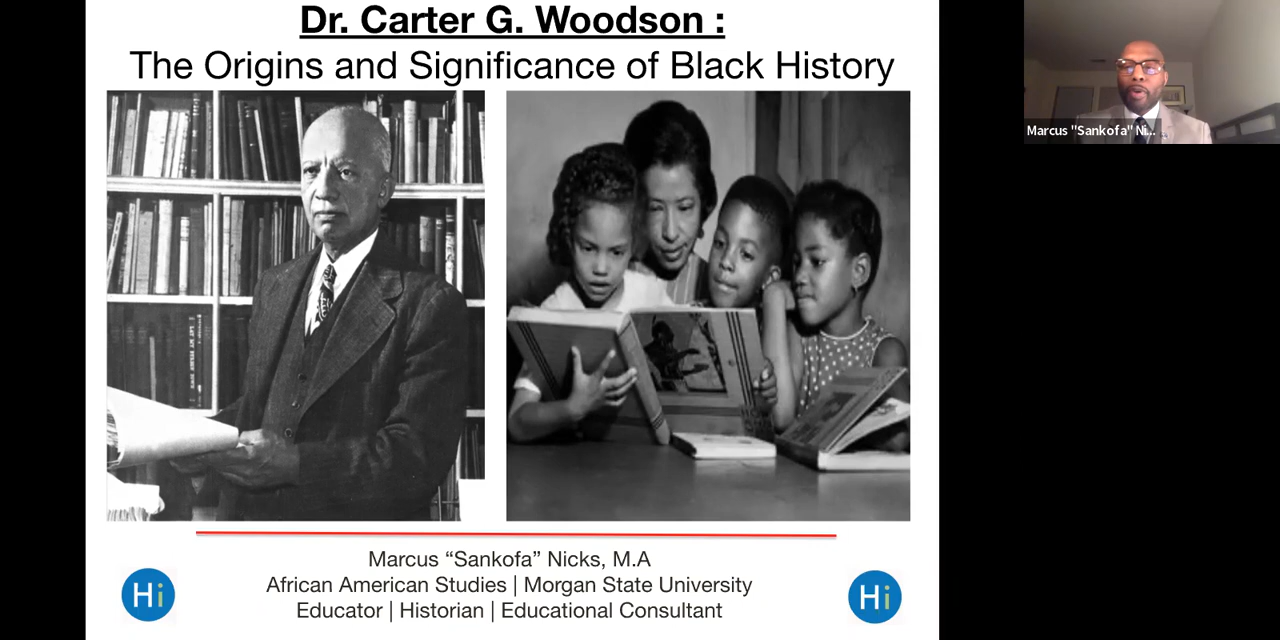 Dr. Carter G. Woodson :
The Origins and Significance of Black History
Marcus "Sankofa" Ni...
Marcus “Sankofa” Nicks, M.A
African American Studies | Morgan State University
Educator | Historian | Educational Consultant
Hi
Hi